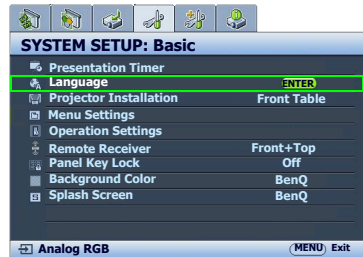 SYSTEM SETUP: Basic
Presentation Timer
Language ENTER
Projector Installation Front Table
Menu Settings
Operation Settings
Remote Receiver Front+Top
Panel Key Lock Off
Background Color BenQ
Splash Screen BenQ
Analog RGB MENU Exit